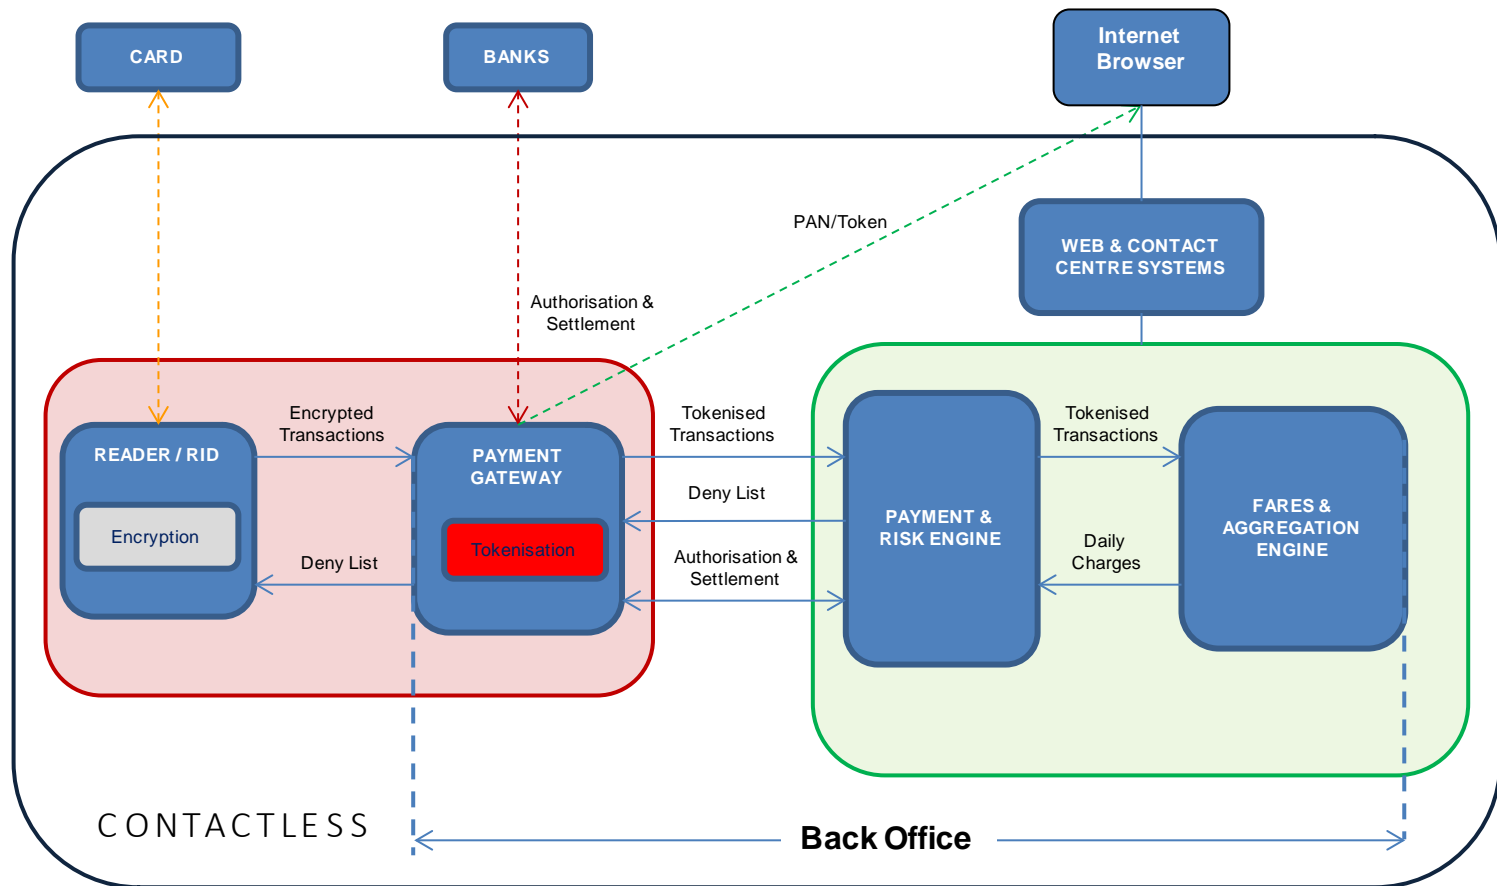 CARD
BANKS
Internet
Browser
PAN/Token
WEB & CONTACT
CENTRE SYSTEMS
Authorisation &
Settlement
Encrypted
Transactions
Tokenised
Transactions
Tokenised
Transactions
READER / RID
PAYMENT
GATEWAY
Deny List
Encryption
Tokenisation
PAYMENT &
RISK ENGINE
FARES &
AGGREGATION
ENGINE
Deny List
Authorisation &
Settlement
Daily
Charges
CONTACTLESS
Back Office